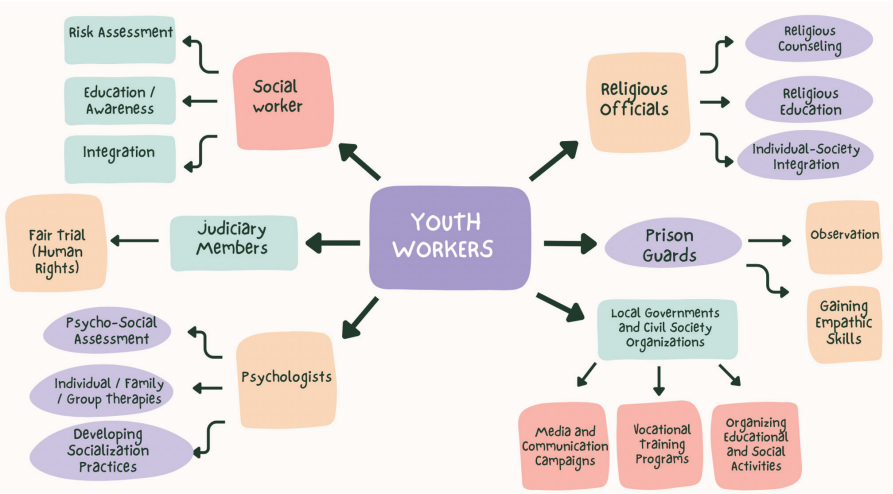 Risk Assessment
Education /
Awareness
Integration
Social
worker
Religious
Officials
Religious
Counseling
Religious
Education
Individual-Society
Integration
YOUTH
WORKERS
Fair Trial
(Human
Rights)
Judiciary
Members
Prison
Guards
Observation
Gaining
Empathic
Skills
Psycho-Social
Assessment
Individual / Family
/ Group Therapies
Developing
Socialization
Practices
Psychologists
Local Governments
and Civil Society
Organizations
Media and
Communication
Campaigns
Vocational
Training
Programs
Organizing
Educational
and Social
Activities